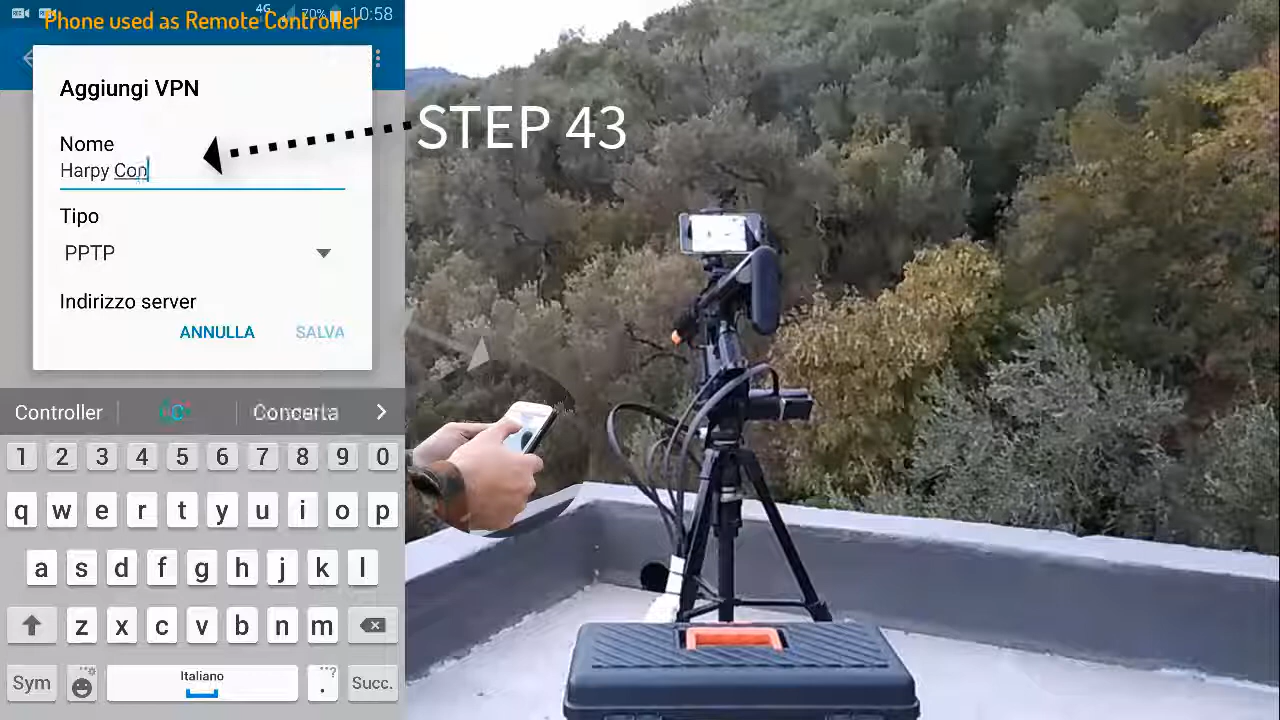 Phone used as Remote Controller
4G 70% 10:58
Aggiungi VPN
Nome
Harpy Con
Tipo
PPTP
Indirizzo server
ANNULLA SALVA
STEP 43
Controller
1 2 3 4 5 6 7 8 9 0
q w e r t y u i o p
a s d f g h j k l
z x c v b n m
Sym Italiano . Succ.